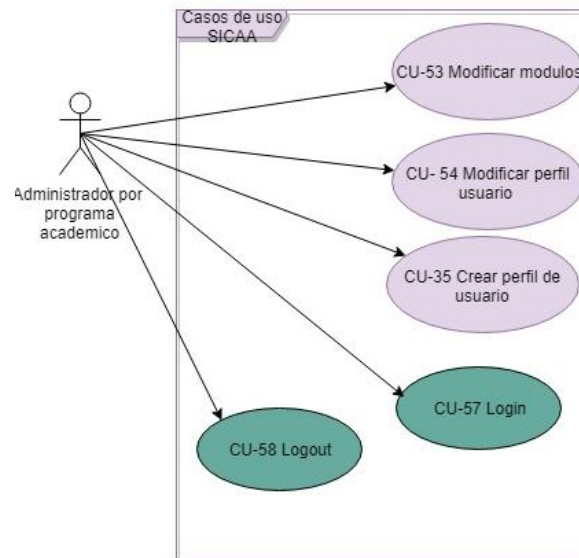 Casos de uso
SICAA
CU-53 Modificar modulos
CU- 54 Modificar perfil
usuario
Administrador por
programa
academico
CU-35 Crear perfil de
usuario
CU-57 Login
CU-58 Logout